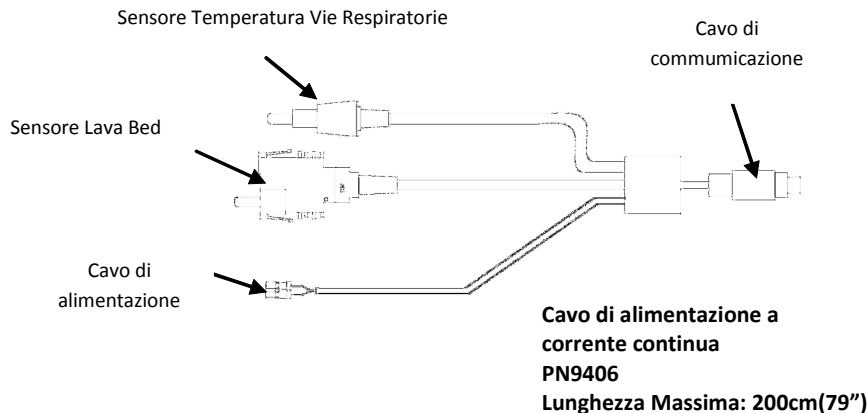 Sensore Temperatura Vie Respiratorie
Cavo di
commumicazione
Sensore Lava Bed
Cavo di
alimentazione
Cavo di alimentazione a
corrente continua
PN9406
Lunghezza Massima: 200cm(79”)